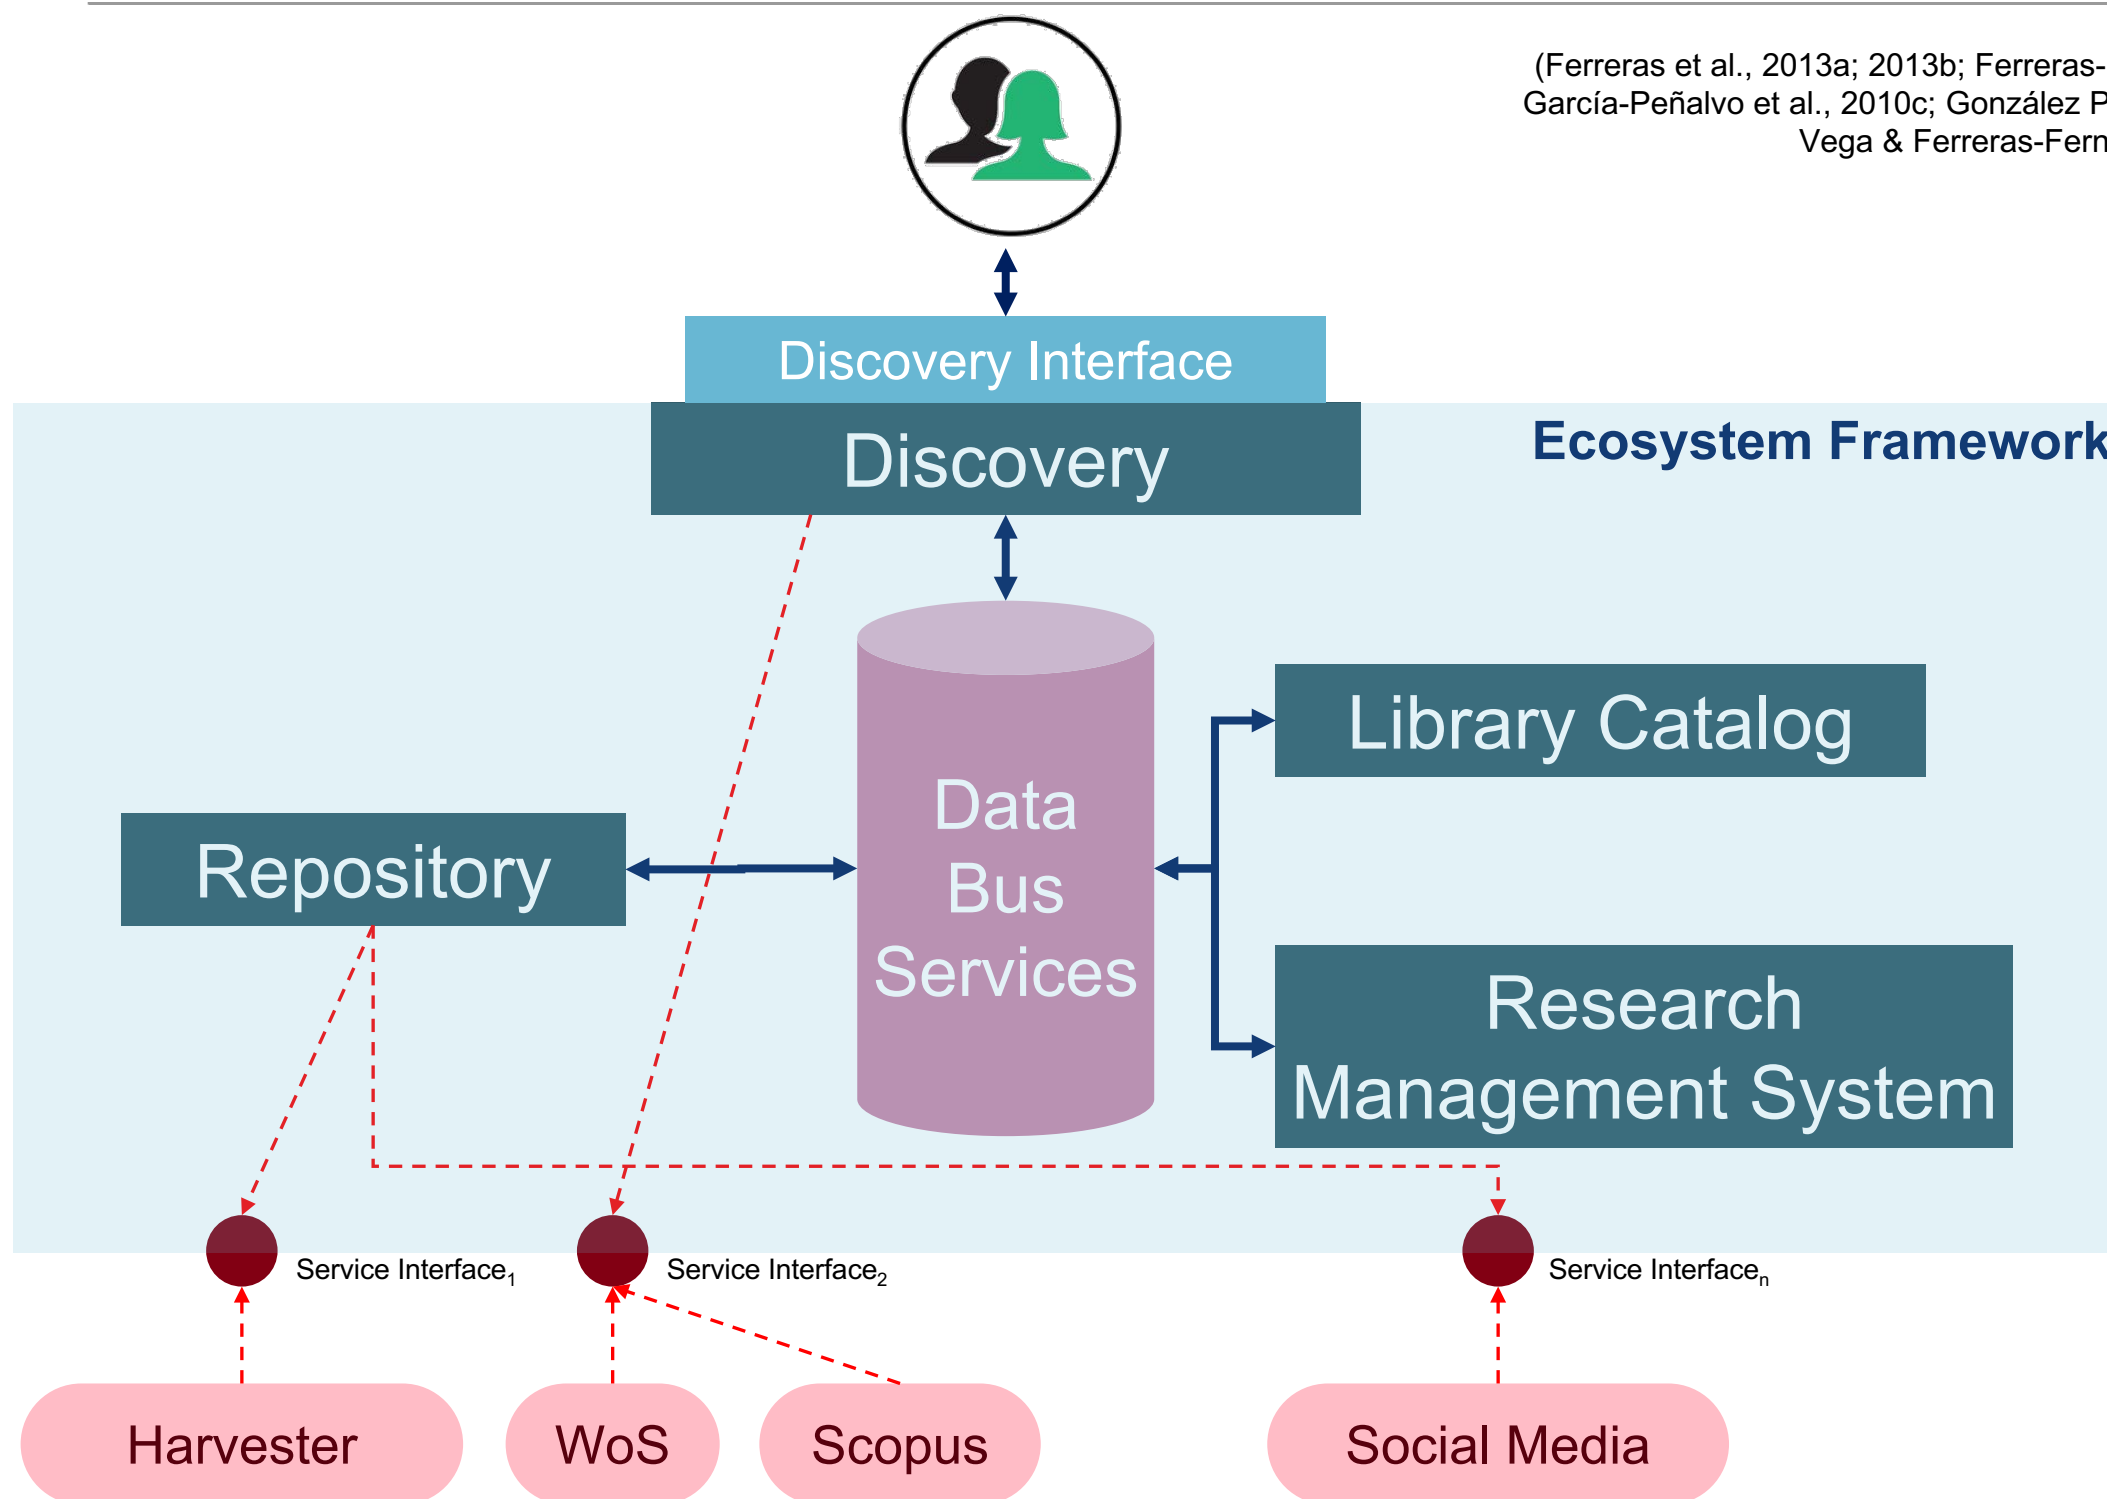 (Ferreras et al., 2013a; 2013b; Ferreras-
García-Peñalvo et al., 2010c; González P
Vega & Ferreras-Fern
Discovery Interface
Discovery
Ecosystem Framework
Data
Bus
Services
Library Catalog
Repository
Research
Management System
Service Interface₁
Service Interface₂
Service Interfaceₙ
Harvester
WoS
Scopus
Social Media